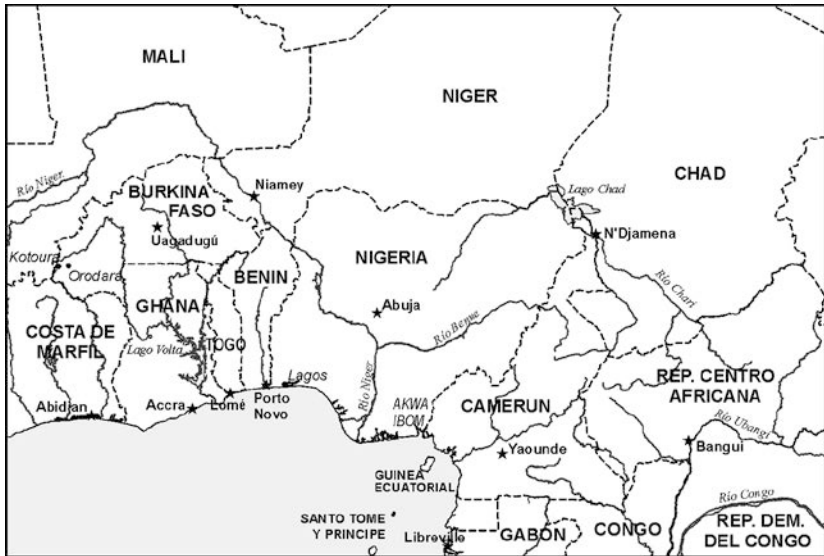 MALI
NIGER
CHAD
Río Niger
Lago Chad
BURKINA
FASO
Niamey
Uagadugú
N'Djamena
Kotoura
Orodara
NIGERIA
BENIN
Río Chari
GHANA
Abuja
COSTA DE
MARFIL
Lago Volta
TOGO
Río Benue
REP. CENTRO
AFRICANA
Lagos
Río Niger
Abidjan
Accra
Lomé
Porto
Novo
AKWA
IBOM
CAMERUN
Río Ubangi
Yaounde
Bangui
GUINEA
ECUATORIAL
Río Congo
SANTO TOME
Y PRINCIPE
Libreville
GABÓN
CONGO
REP. DEM.
DEL CONGO